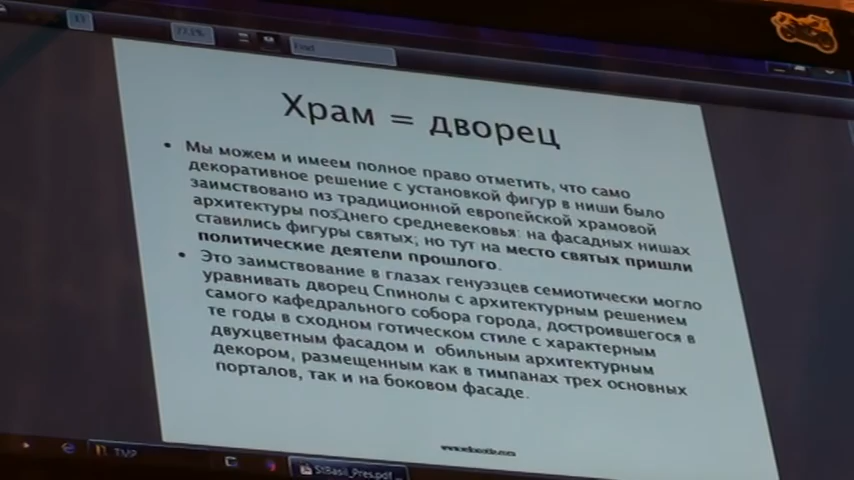 77,1%
Find
Храм = дворец
• Мы можем и имеем полное право отметить, что само
декоративное решение с установкой фигур в ниши было
заимствовано из традиционной европейской храмовой
архитектуры позднего средневековья: на фасадных нишах
ставились фигуры святых; но тут на место святых пришли
политические деятели прошлого.
• Это заимствование в глазах генуэзцев семиотически могло
уравнивать дворец Спинолы с архитектурным решением
самого кафедрального собора города, достроившегося в
те годы в сходном готическом стиле с характерным
двухцветным фасадом и обильным архитектурным
декором, размещенным как в тимпанах трех основных
порталов, так и на боковом фасаде.
TMP
StBasil_Pres.pdf